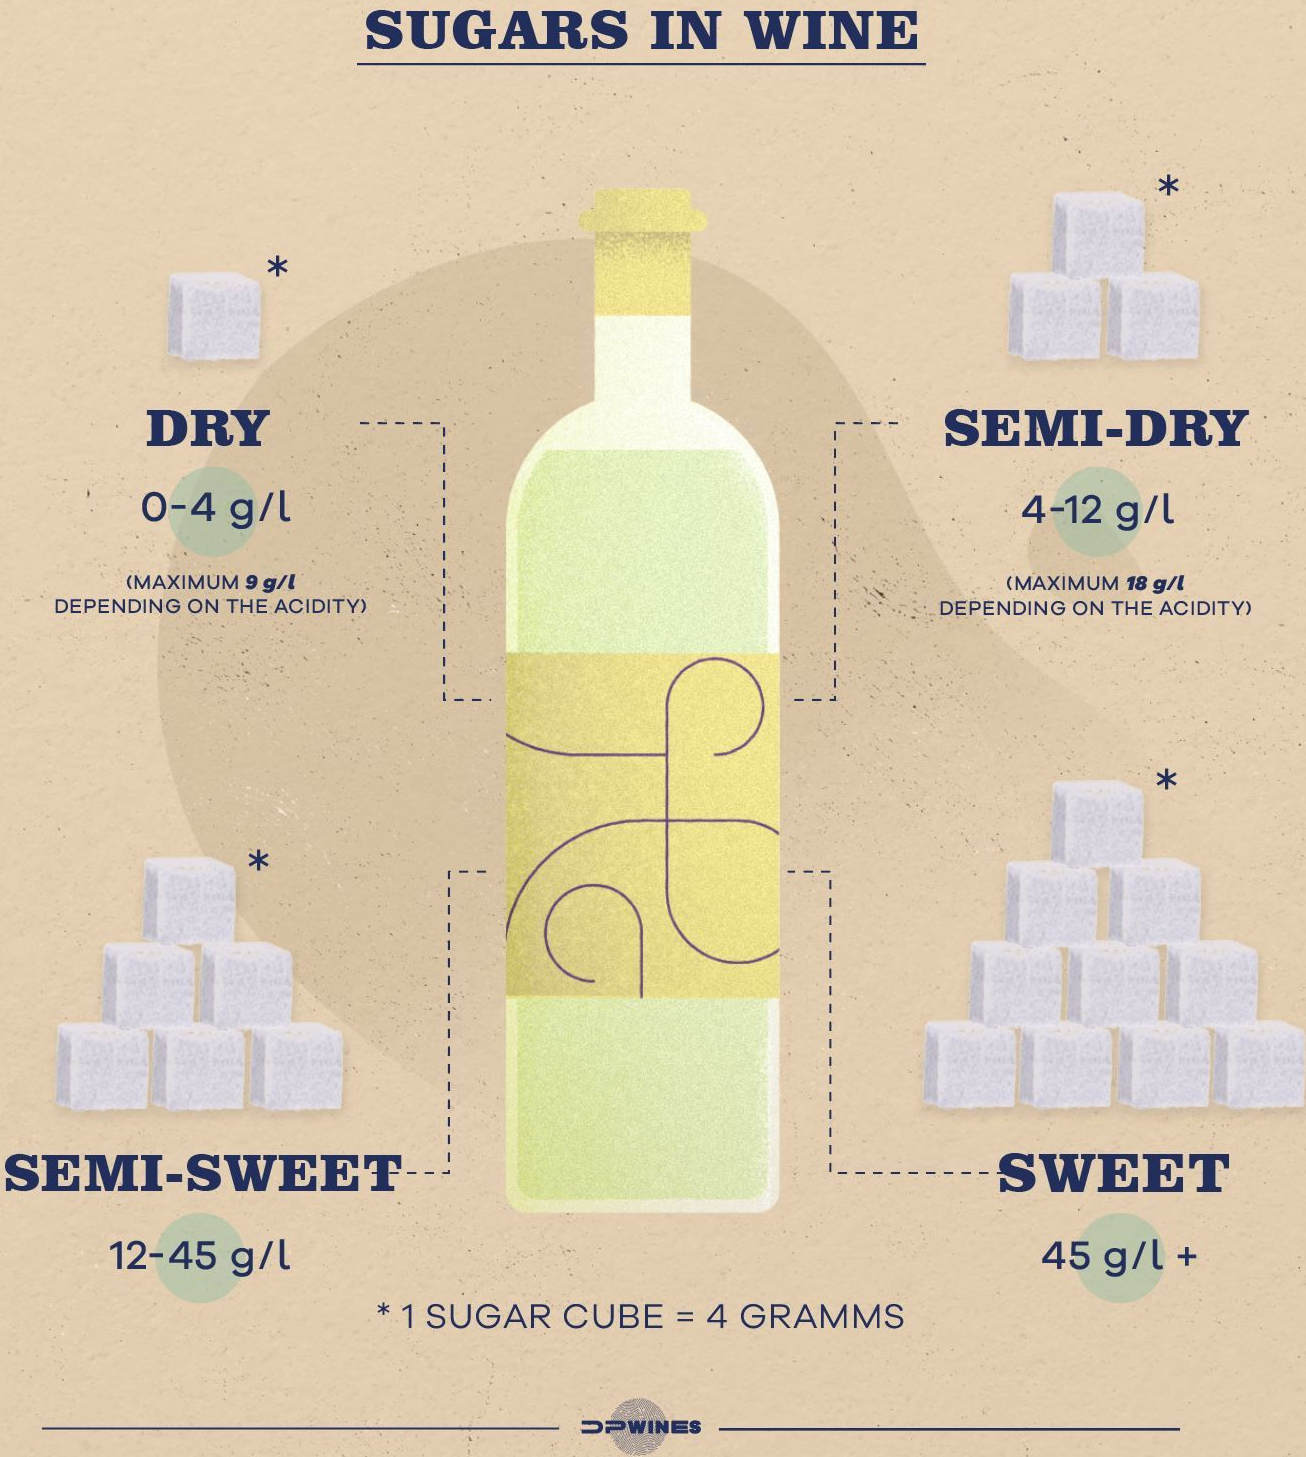 SUGARS IN WINE
*
*
DRY
0-4 g/l
(MAXIMUM 9 g/l
DEPENDING ON THE ACIDITY)
SEMI-DRY
4-12 g/l
(MAXIMUM 18 g/l
DEPENDING ON THE ACIDITY)
*
*
SEMI-SWEET
12-45 g/l
SWEET
45 g/l +
* 1 SUGAR CUBE = 4 GRAMMS
DPWINES